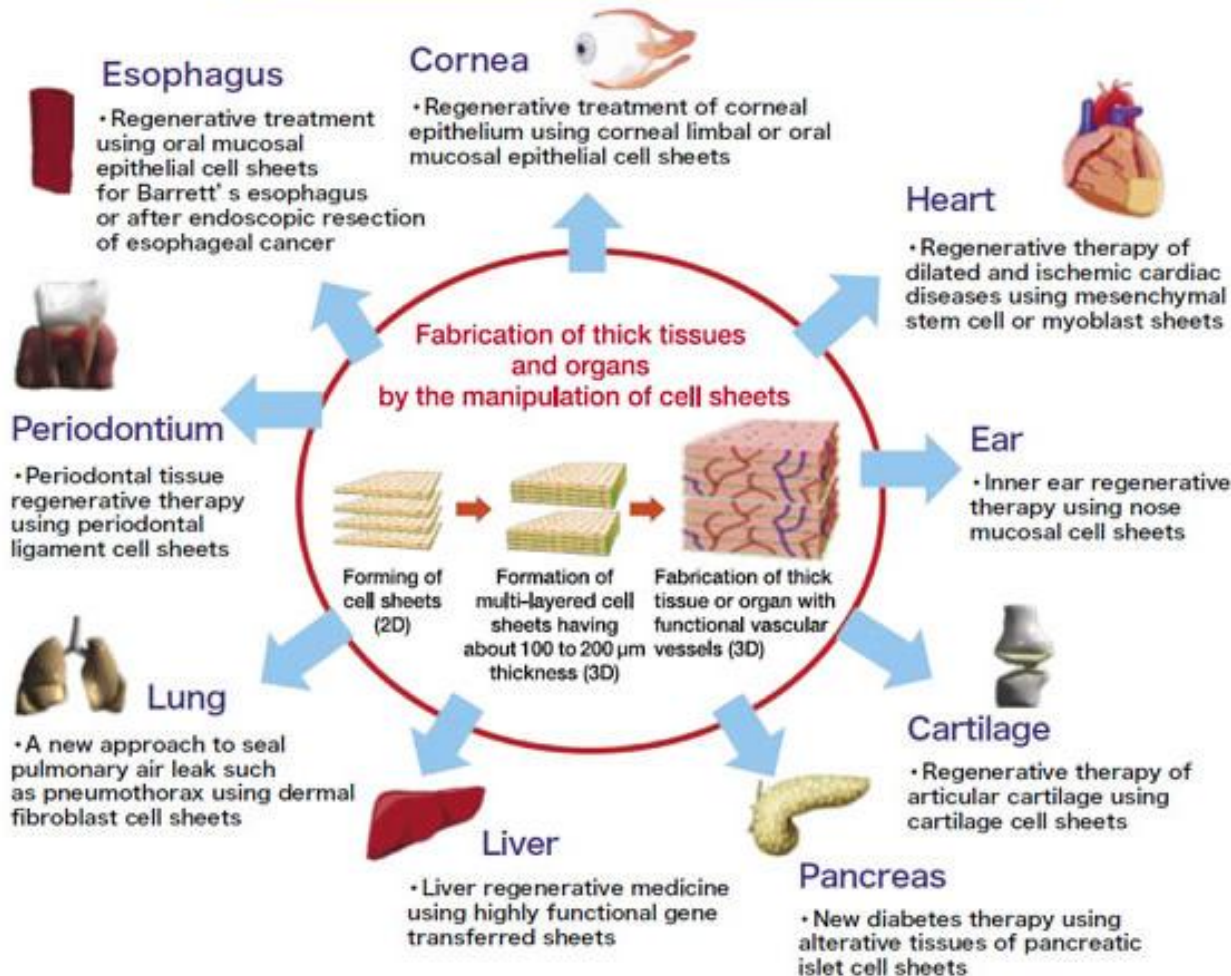 Esophagus
•Regenerative treatment
using oral mucosal
epithelial cell sheets
for Barrett's esophagus
or after endoscopic resection
of esophageal cancer
Cornea
•Regenerative treatment of corneal
epithelium using corneal limbal or oral
mucosal epithelial cell sheets
Heart
•Regenerative therapy of
dilated and ischemic cardiac
diseases using mesenchymal
stem cell or myoblast sheets
Fabrication of thick tissues
and organs
by the manipulation of cell sheets
Periodontium
•Periodontal tissue
regenerative therapy
using periodontal
ligament cell sheets
Ear
•Inner ear regenerative
therapy using nose
mucosal cell sheets
Forming of
cell sheets
(2D)
Formation of
multi-layered cell
sheets having
about 100 to 200 μm
thickness (3D)
Fabrication of thick
tissue or organ with
functional vascular
vessels (3D)
Lung
•A new approach to seal
pulmonary air leak such
as pneumothorax using dermal
fibroblast cell sheets
Cartilage
•Regenerative therapy of
articular cartilage using
cartilage cell sheets
Liver
•Liver regenerative medicine
using highly functional gene
transferred sheets
Pancreas
•New diabetes therapy using
alterative tissues of pancreatic
islet cell sheets